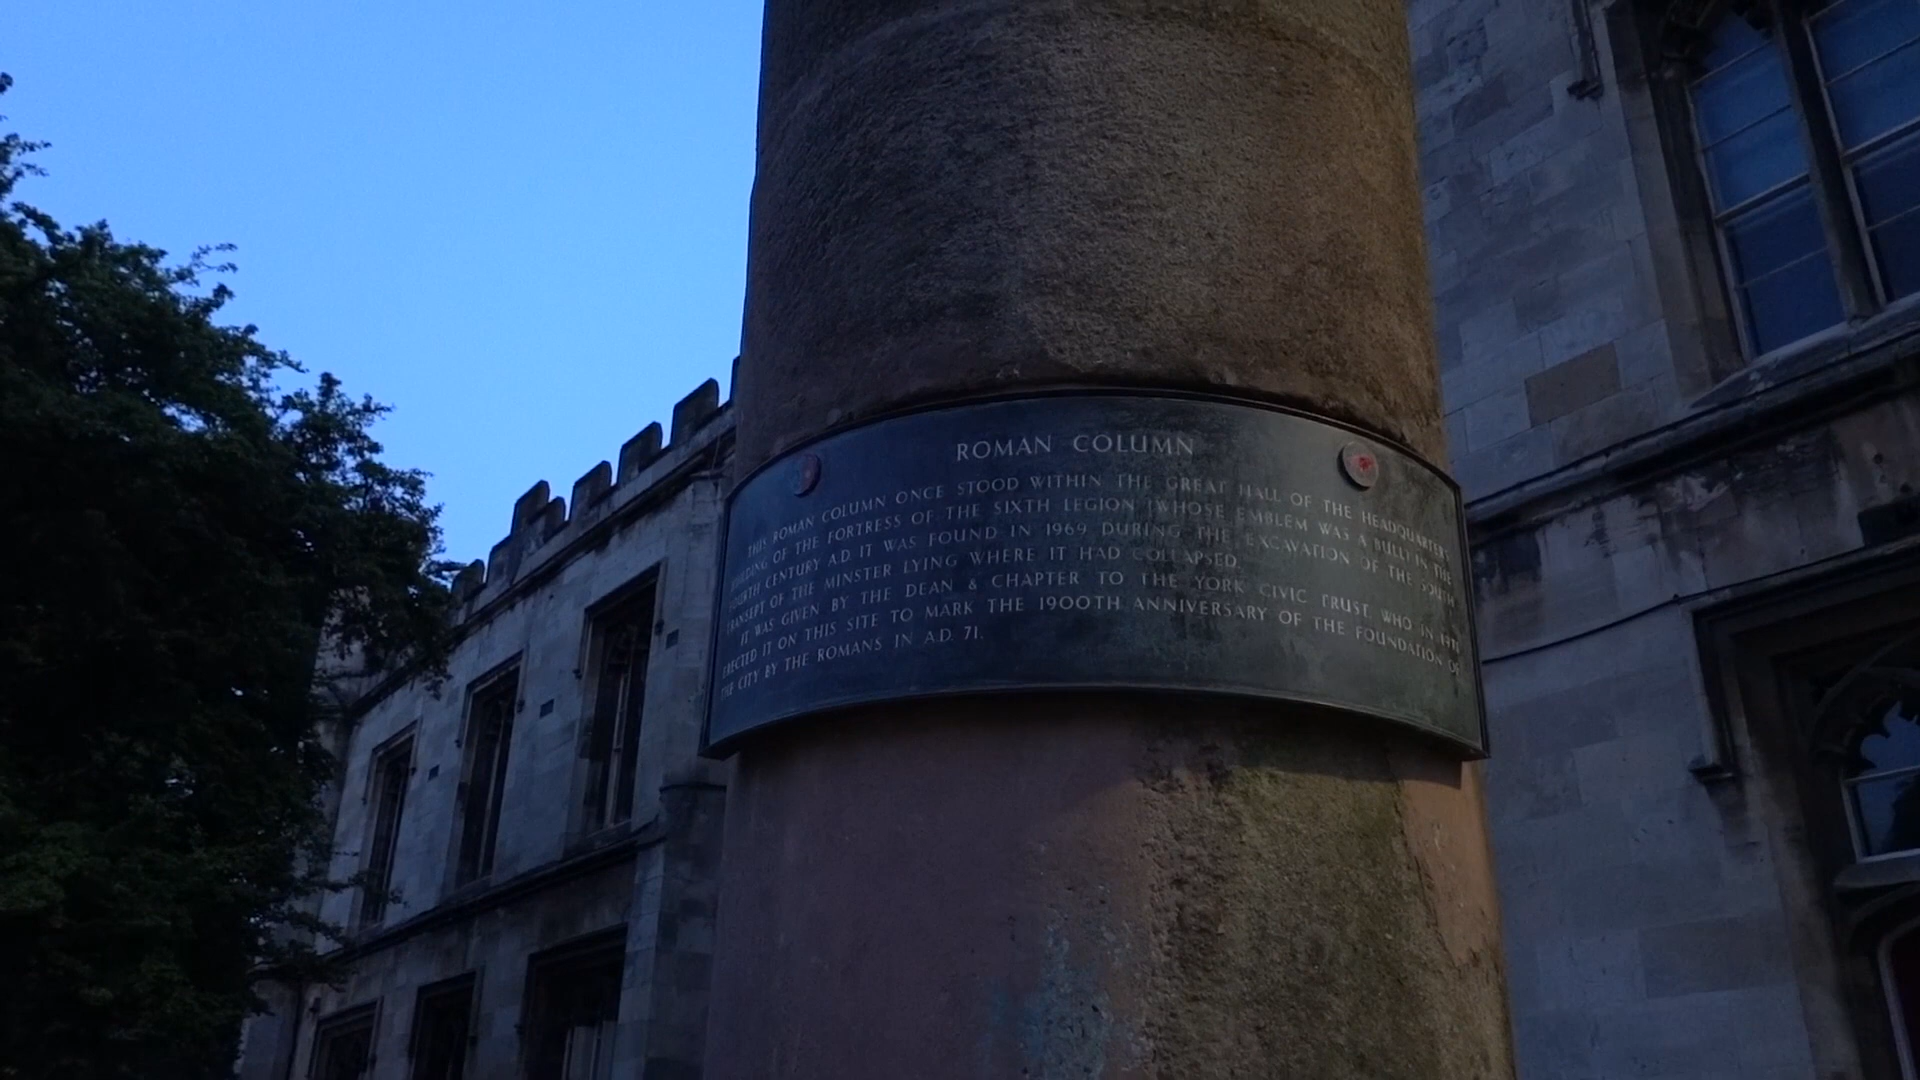 ROMAN COLUMN
THIS ROMAN COLUMN ONCE STOOD WITHIN THE GREAT HALL OF THE HEADQUARTERS
BUILDING OF THE FORTRESS OF THE SIXTH LEGION (WHOSE EMBLEM WAS A BULL) IN THE
FOURTH CENTURY A.D. IT WAS FOUND IN 1969 DURING THE EXCAVATION OF THE SOUTH
TRANSEPT OF THE MINSTER LYING WHERE IT HAD COLLAPSED.
IT WAS GIVEN BY THE DEAN & CHAPTER TO THE YORK CIVIC TRUST WHO IN 1971
ERECTED IT ON THIS SITE TO MARK THE 1900TH ANNIVERSARY OF THE FOUNDATION OF
THE CITY BY THE ROMANS IN A.D. 71.